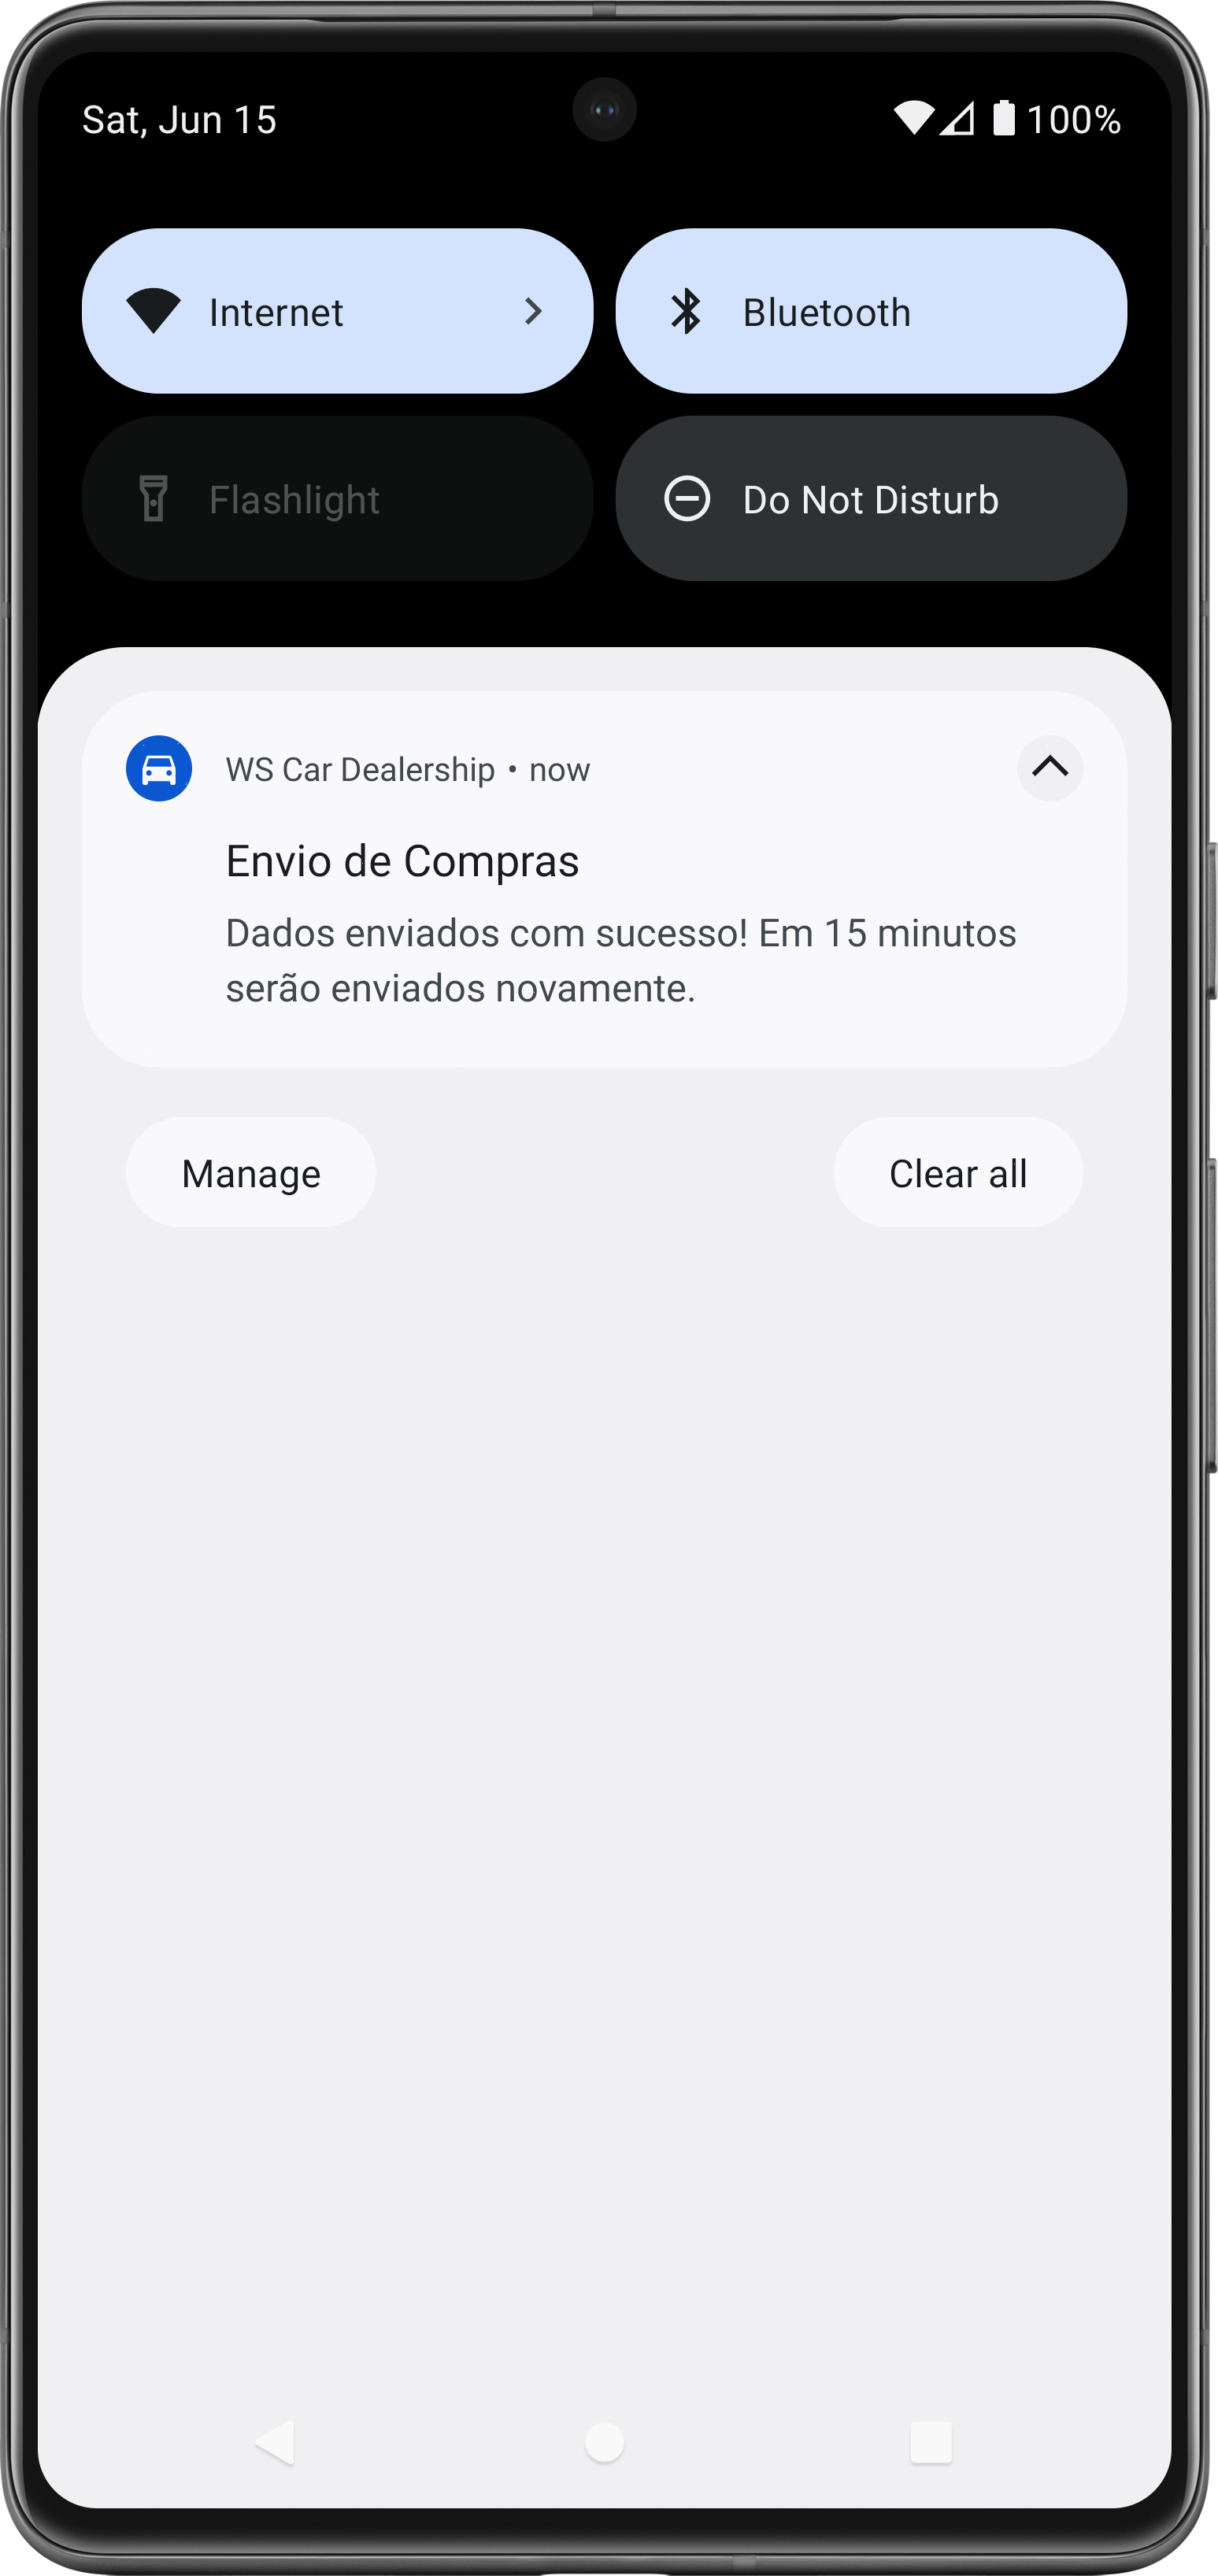 Sat, Jun 15
100%
Internet
Bluetooth
Flashlight
Do Not Disturb
WS Car Dealership • now
Envio de Compras
Dados enviados com sucesso! Em 15 minutos
serão enviados novamente.
Manage
Clear all